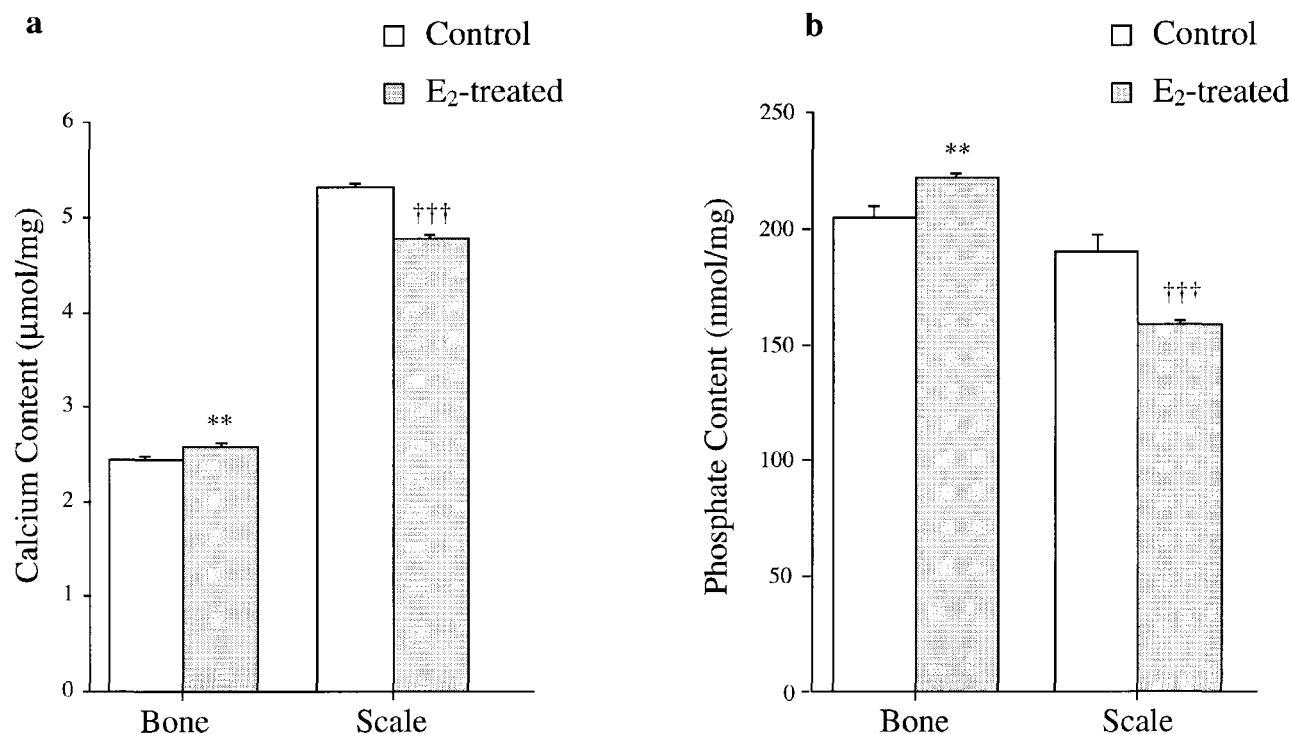 a
Control
E₂-treated
6
5
4
3
2
1
0
Calcium Content (μmol/mg)
**
†††
Bone
Scale
b
Control
E₂-treated
250
200
150
100
50
0
Phosphate Content (nmol/mg)
**
†††
Bone
Scale